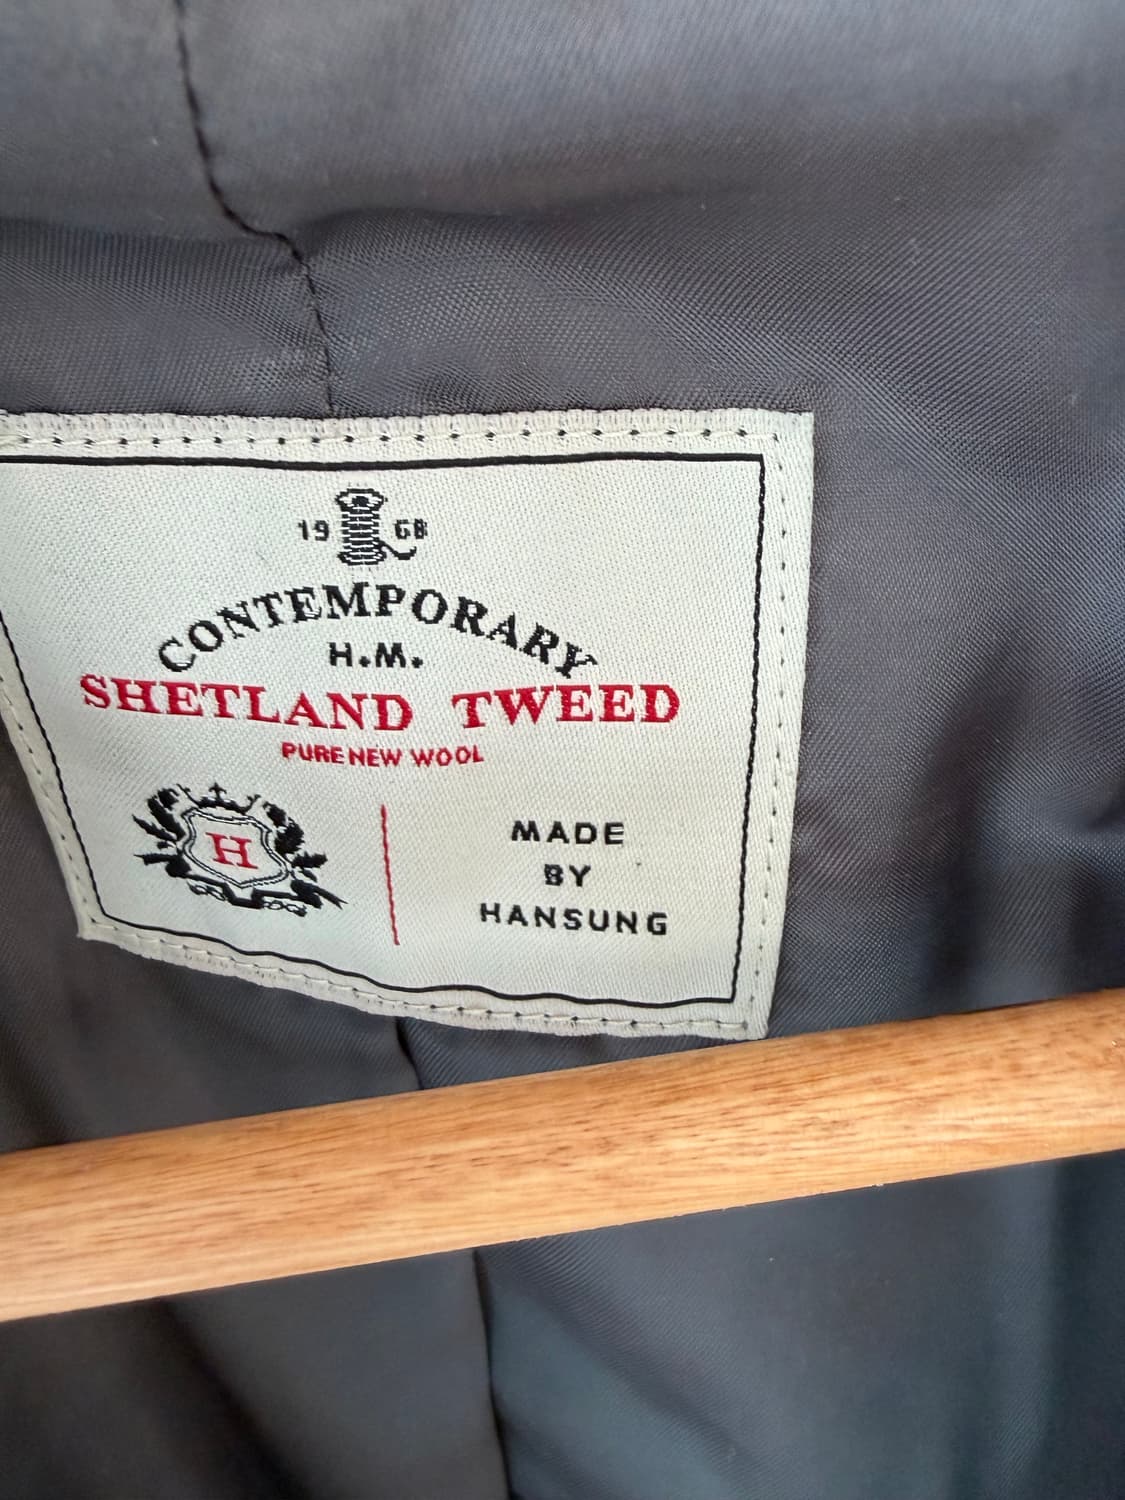 19 68
CONTEMPORARY
H.M.
SHETLAND TWEED
PURE NEW WOOL
H
MADE
BY
HANSUNG